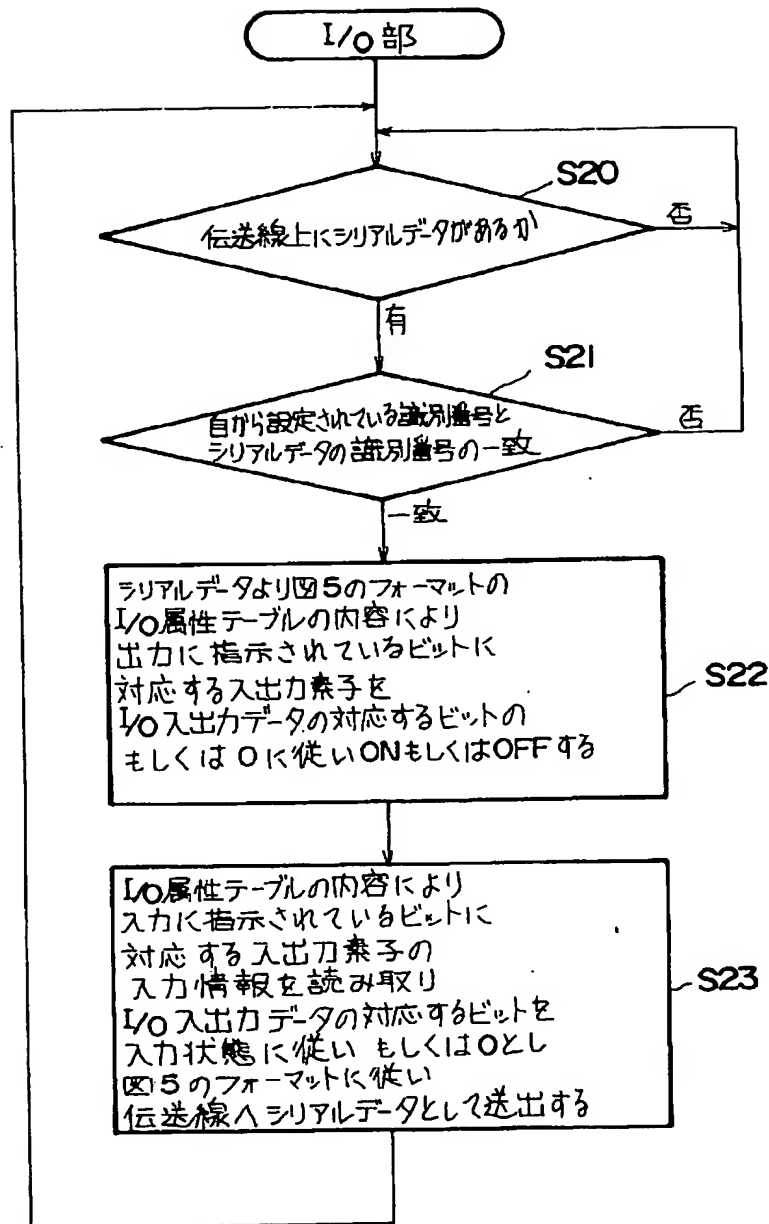 I/O部
S20
伝送線上にシリアルデータがあるか
否
有
S21
自から設定されている識別番号と
シリアルデータの識別番号の一致
否
一致
シリアルデータより図5のフォーマットの
I/O属性テーブルの内容により
出力に指示されているビットに
対応する入出力素子を
I/O入出力データの対応するビットの
もしくは0に従いONもしくはOFFする
S22
I/O属性テーブルの内容により
入力に指示されているビットに
対応する入出力素子の
入力情報を読み取り
I/O入出力データの対応するビットを
入力状態に従い もしくは0とし
図5のフォーマットに従い
伝送線へシリアルデータとして送出する
S23